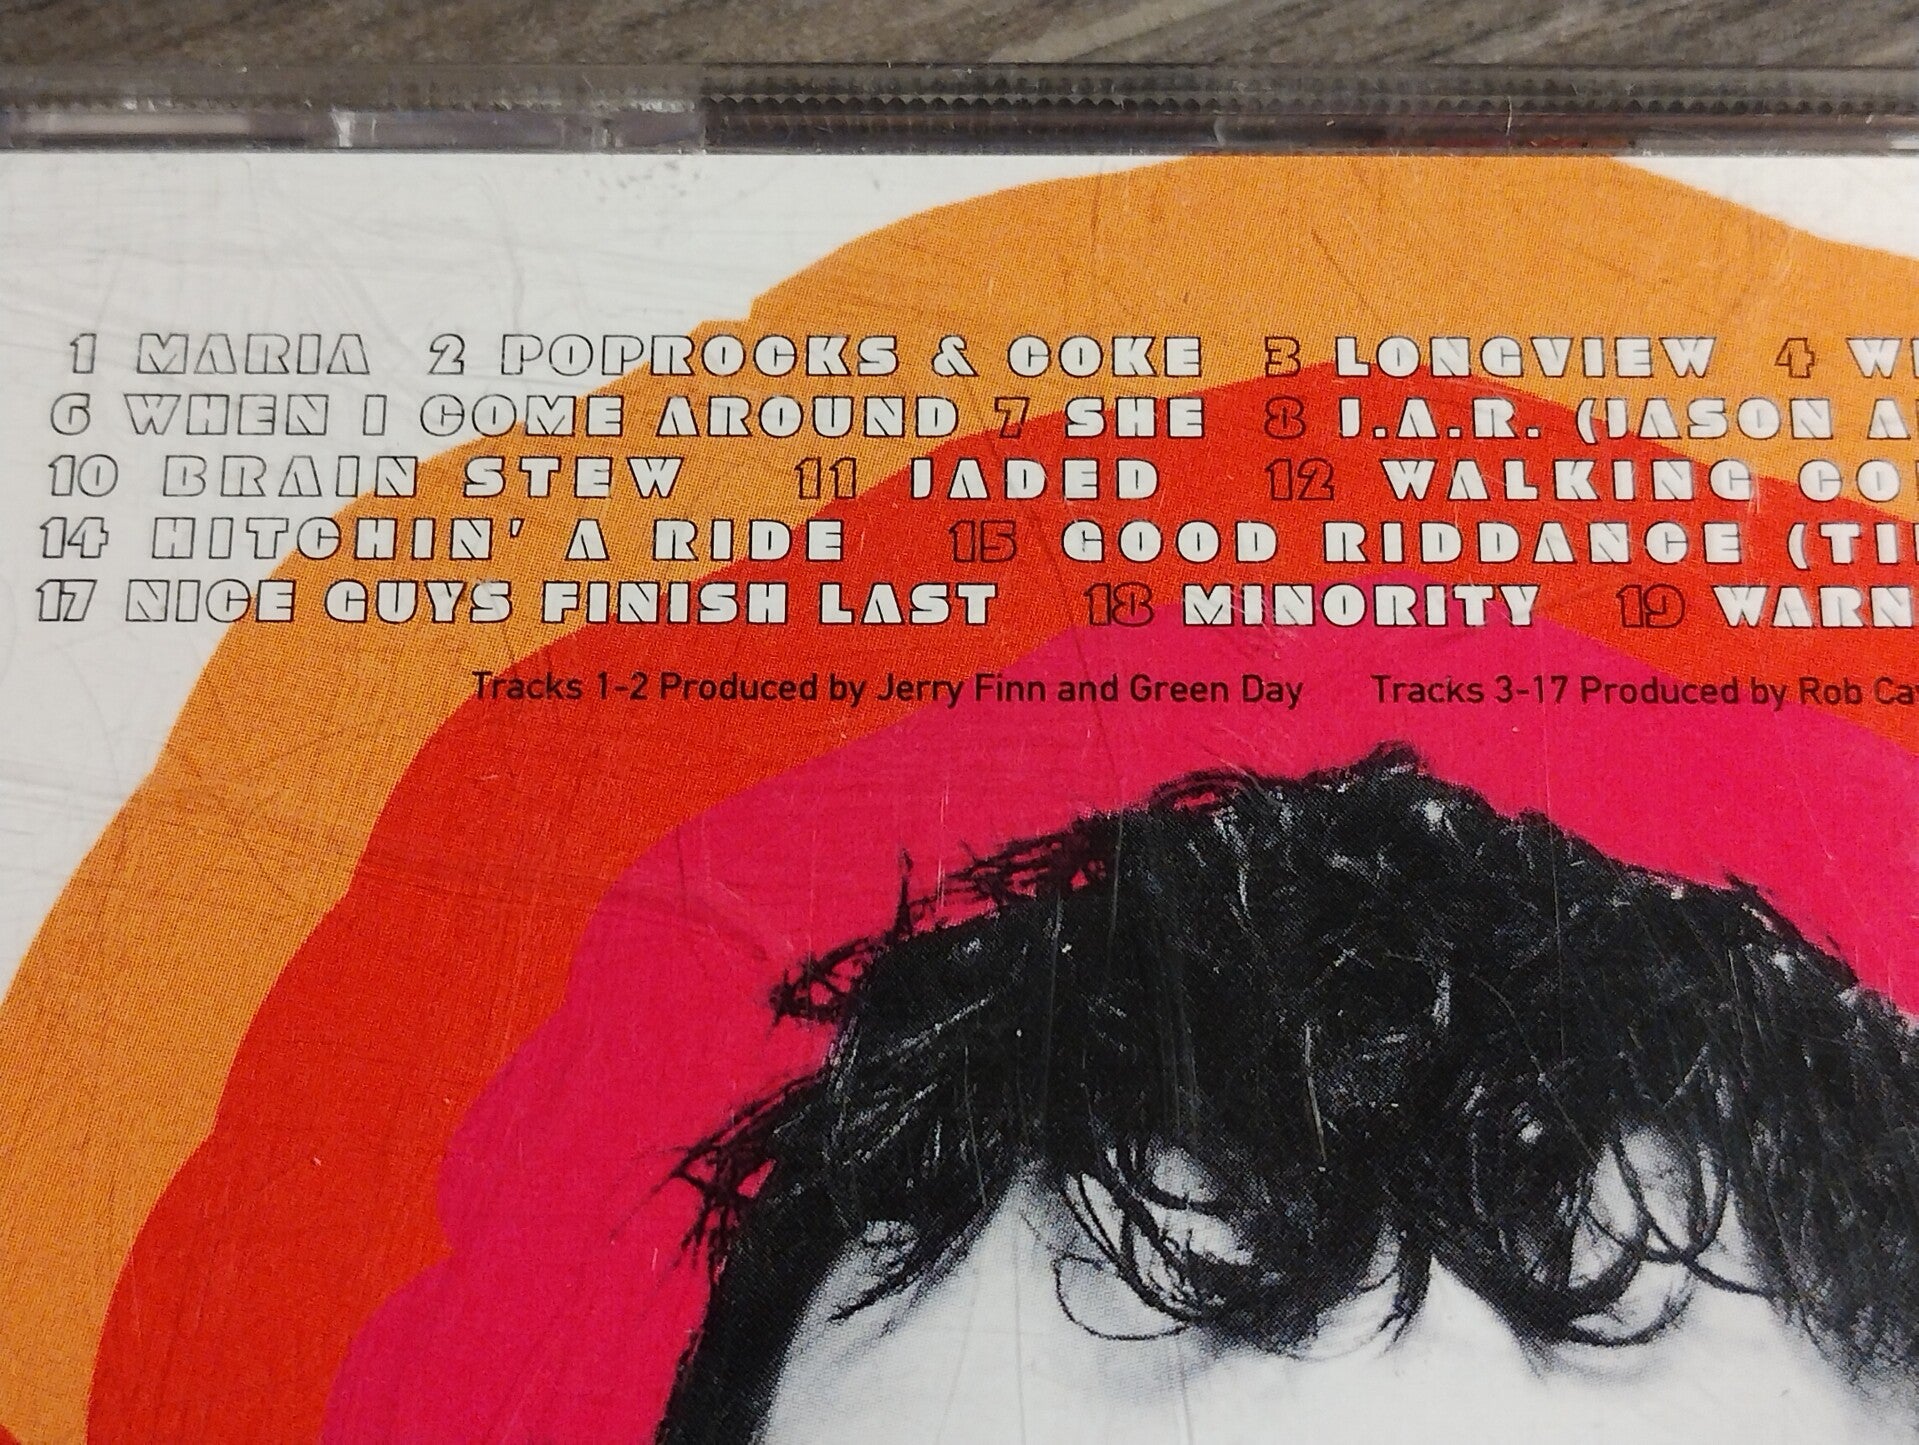 1 MARIA 2 POPROCKS & COKE 3 LONGVIEW 4
6 WHEN I COME AROUND 7 SHE 8 J.A.R. (JASON
10 BRAIN STEW 11 JADED 12 WALKING
14 HITCHIN' A RIDE 15 GOOD RIDDANCE
17 NICE GUYS FINISH LAST 18 MINORITY 19
Tracks 1-2 Produced by Jerry Finn and Green Day Tracks 3-17 Produced by Rob